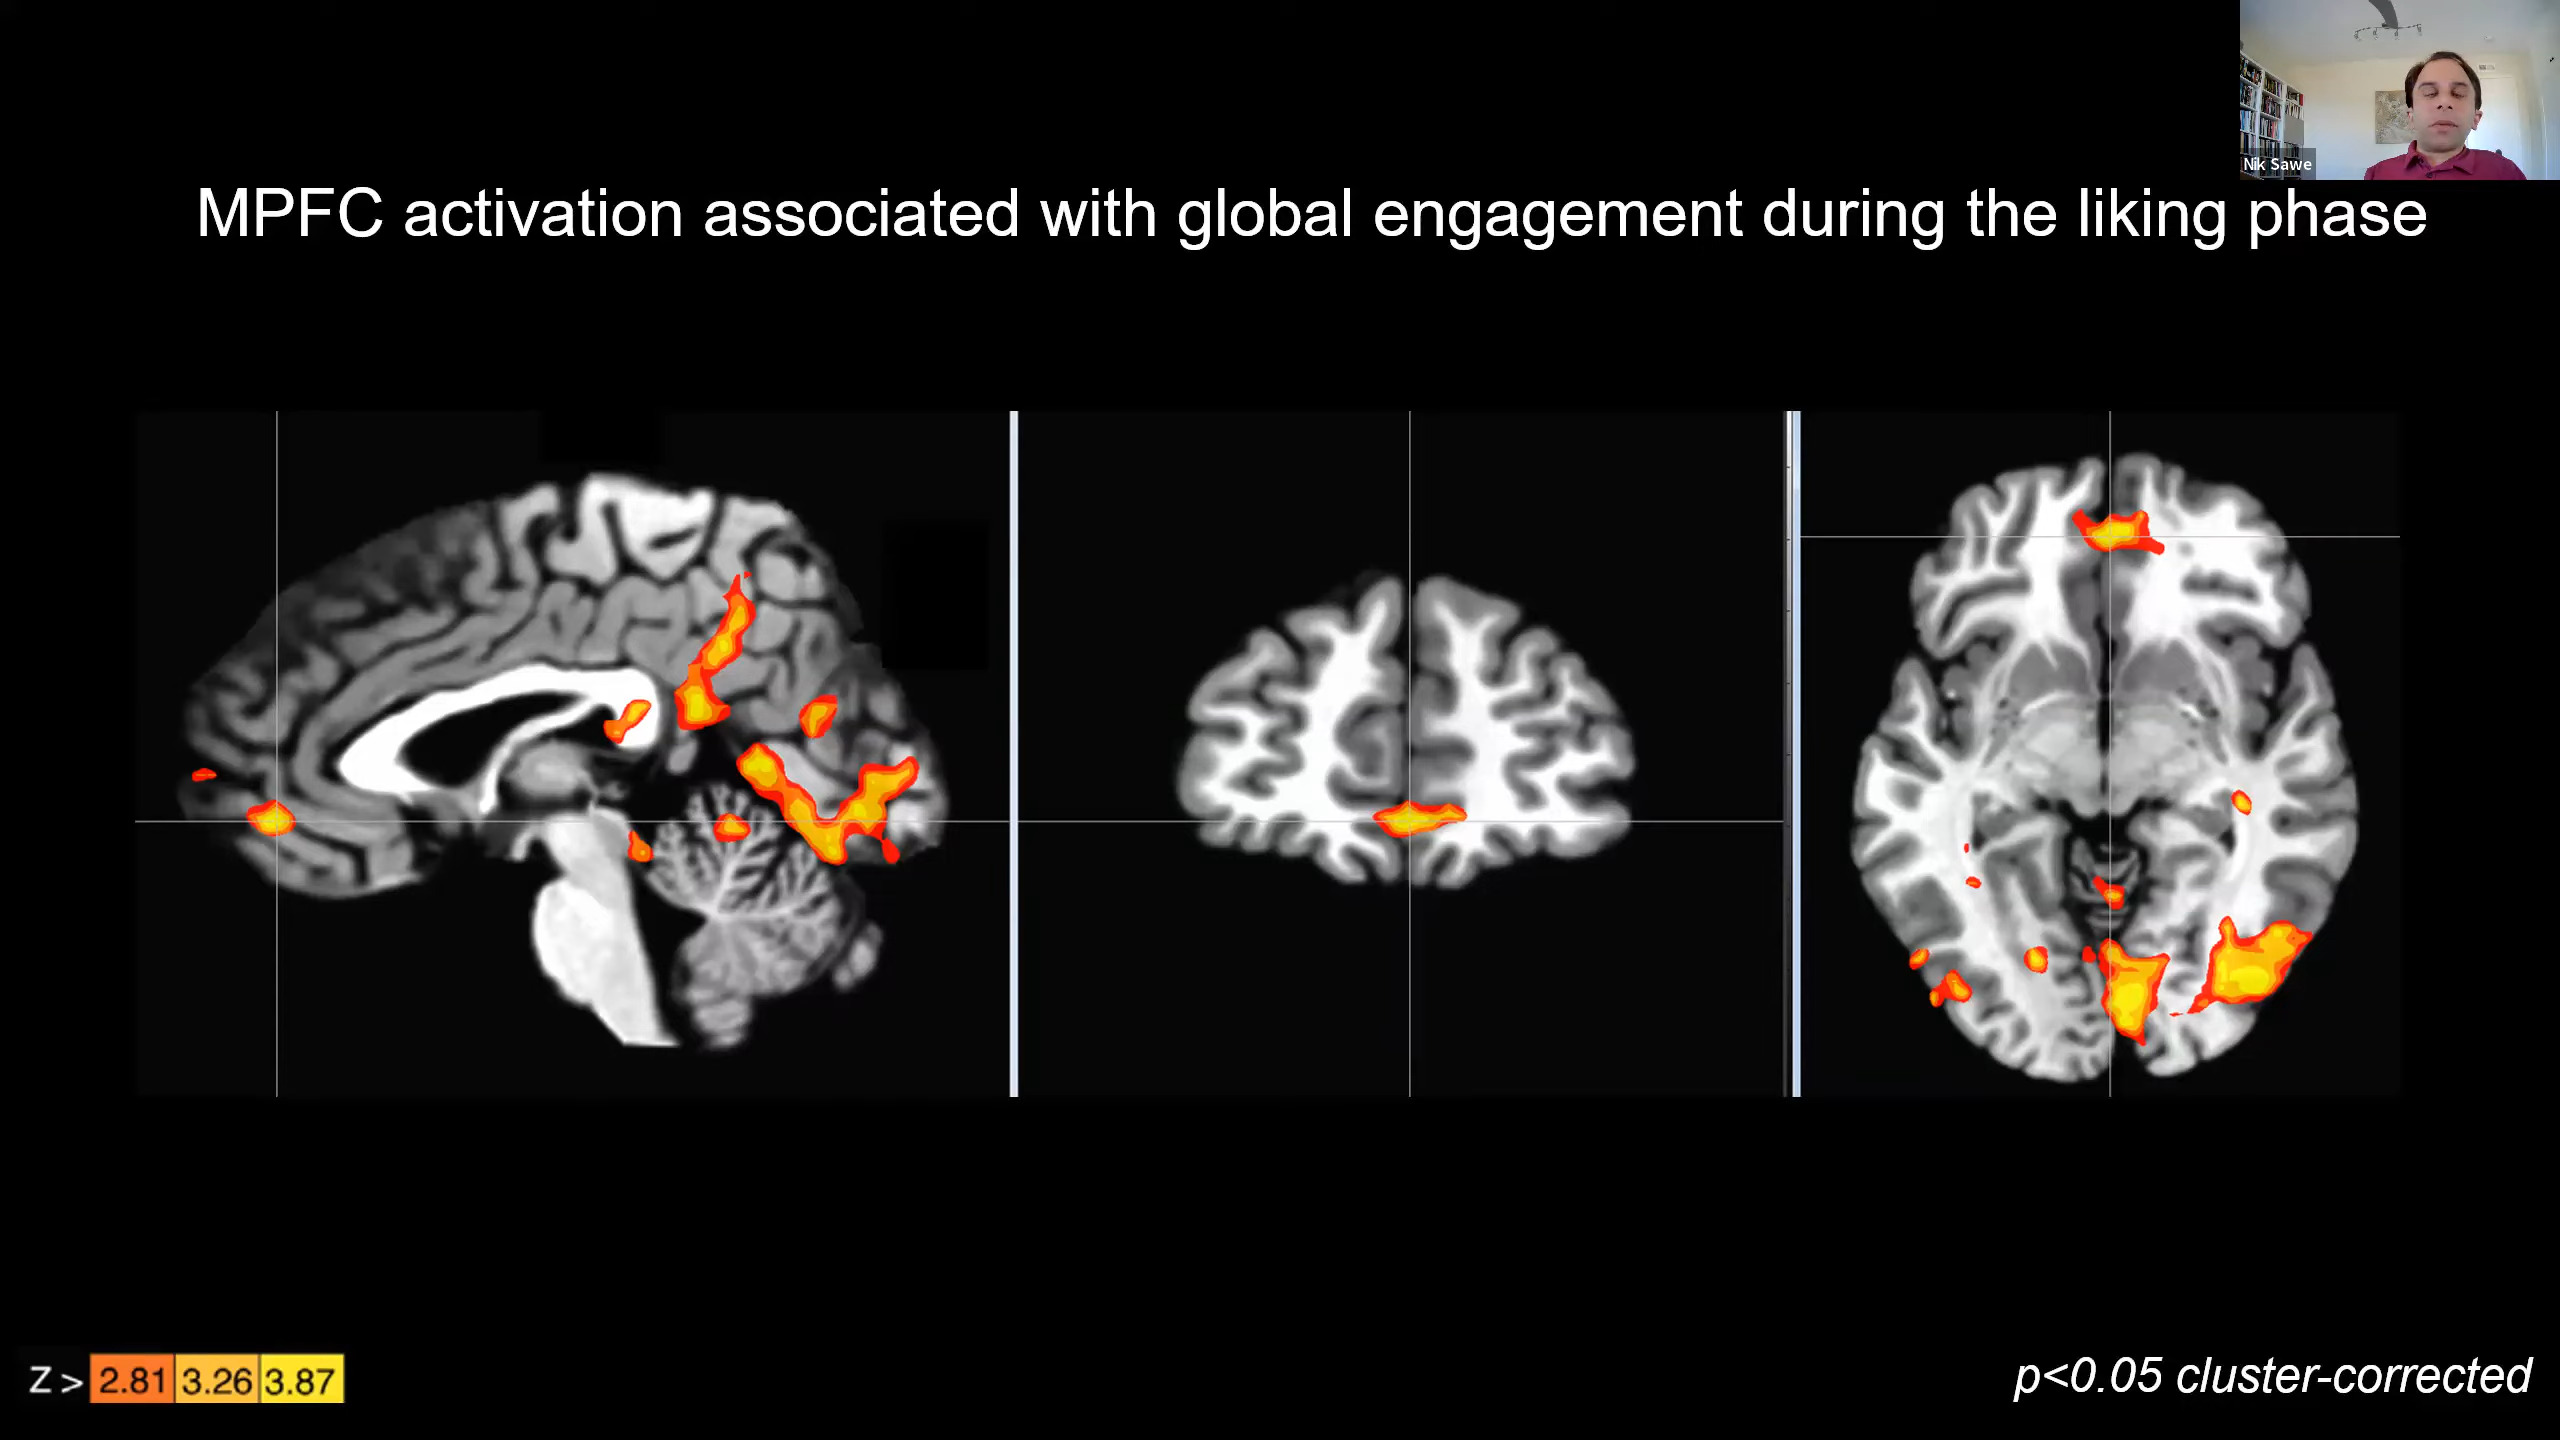 Nik Sawe
MPFC activation associated with global engagement during the liking phase
Z > 2.81 3.26 3.87
p<0.05 cluster-corrected